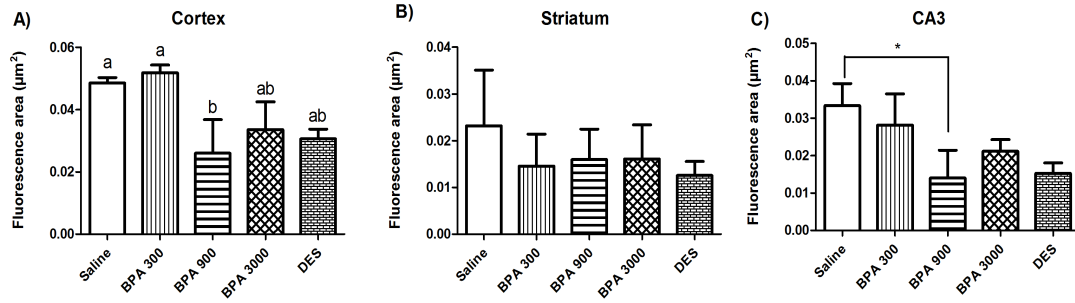 A)
Cortex
Fluorescence area (µm²)
0.06
0.04
0.02
0.00
a
a
b
ab
ab
Saline
BPA 300
BPA 900
BPA 3000
DES
B)
Striatum
Fluorescence area (µm²)
0.04
0.03
0.02
0.01
0.00
Saline
BPA 300
BPA 900
BPA 3000
DES
C)
CA3
Fluorescence area (µm²)
0.05
0.04
0.03
0.02
0.01
0.00
*
Saline
BPA 300
BPA 900
BPA 3000
DES